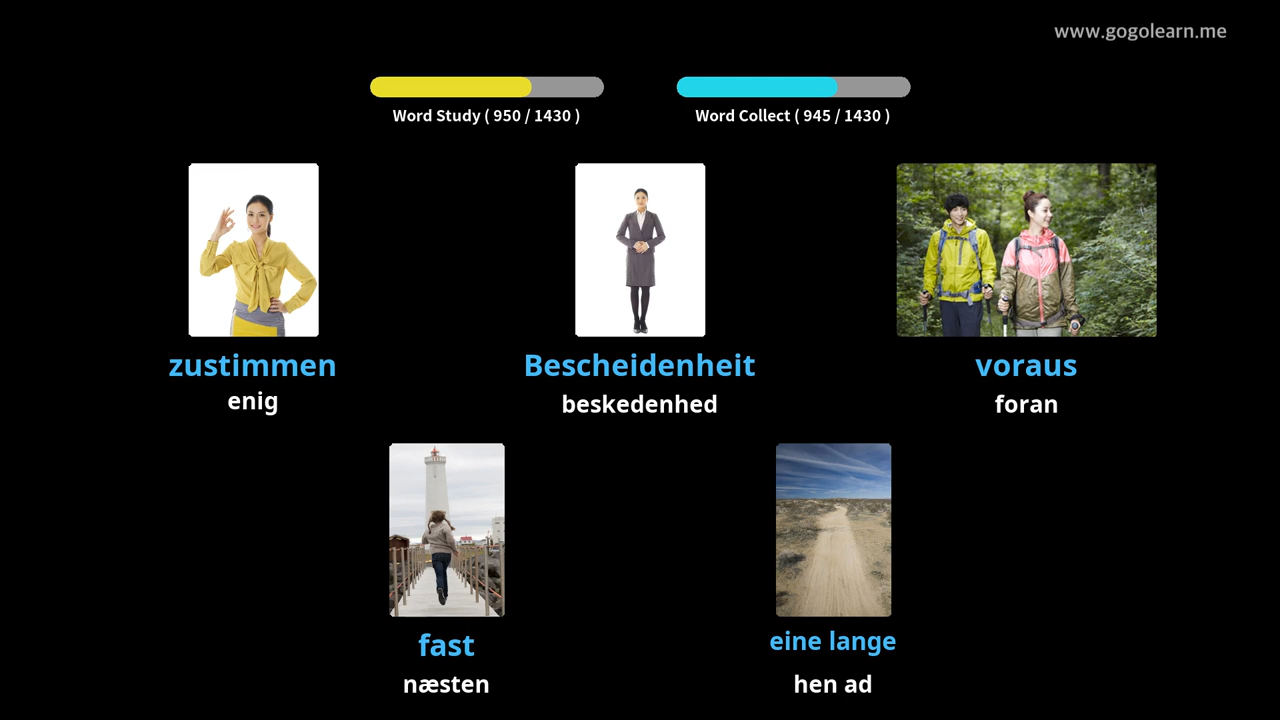 www.gogolearn.me
Word Study ( 950 / 1430 )
Word Collect ( 945 / 1430 )
zustimmen
enig
Bescheidenheit
beskedenhed
voraus
foran
fast
næsten
eine lange
hen ad